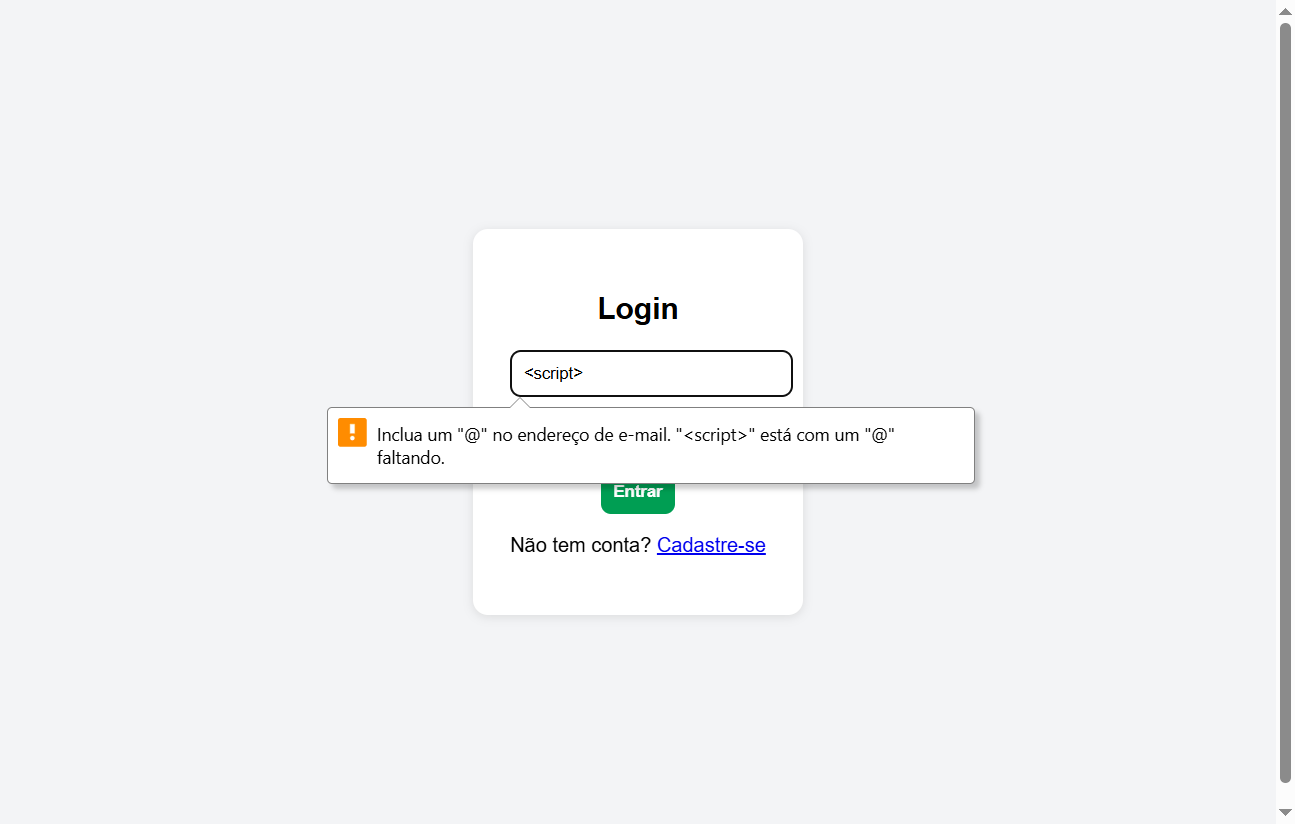 Login
<script>
Inclua um "@" no endereço de e-mail. "<script>" está com um "@"
faltando.
Entrar
Não tem conta? Cadastre-se